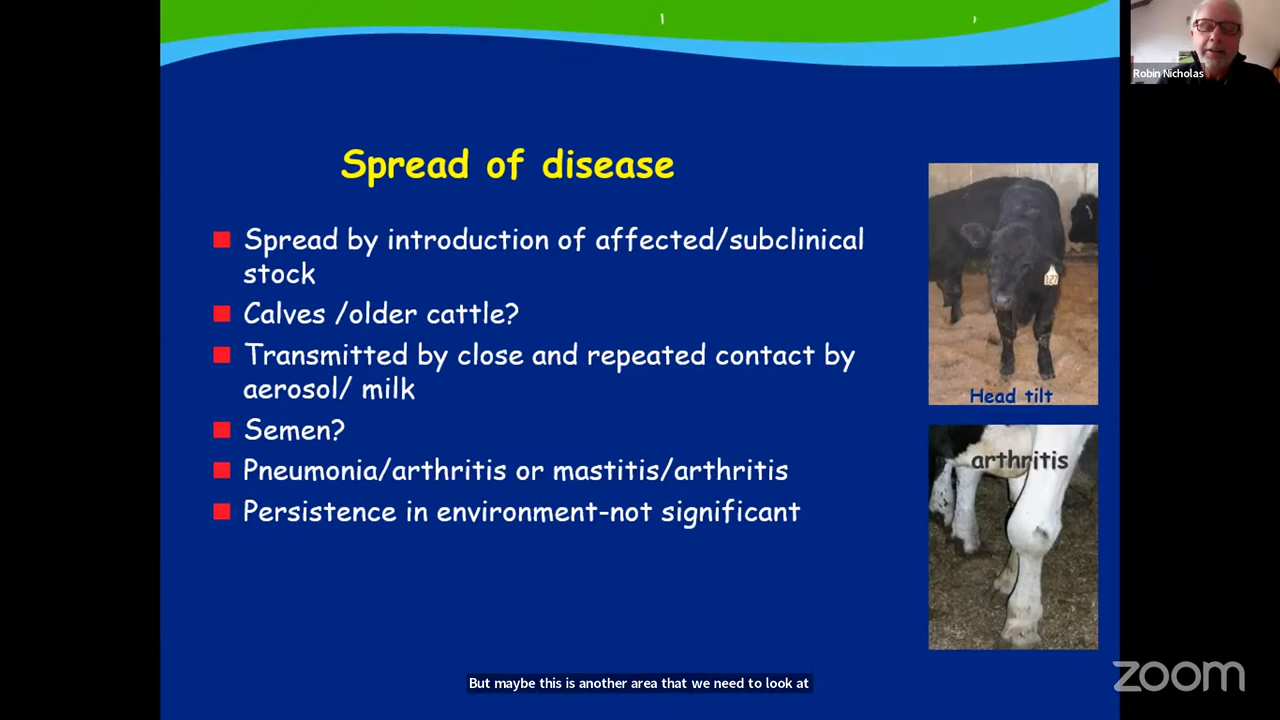 Robin Nicholas
Spread of disease
Spread by introduction of affected/subclinical
stock
Calves /older cattle?
Transmitted by close and repeated contact by
aerosol/ milk
Semen?
Pneumonia/arthritis or mastitis/arthritis
Persistence in environment-not significant
127
Head tilt
arthritis
But maybe this is another area that we need to look at
zoom